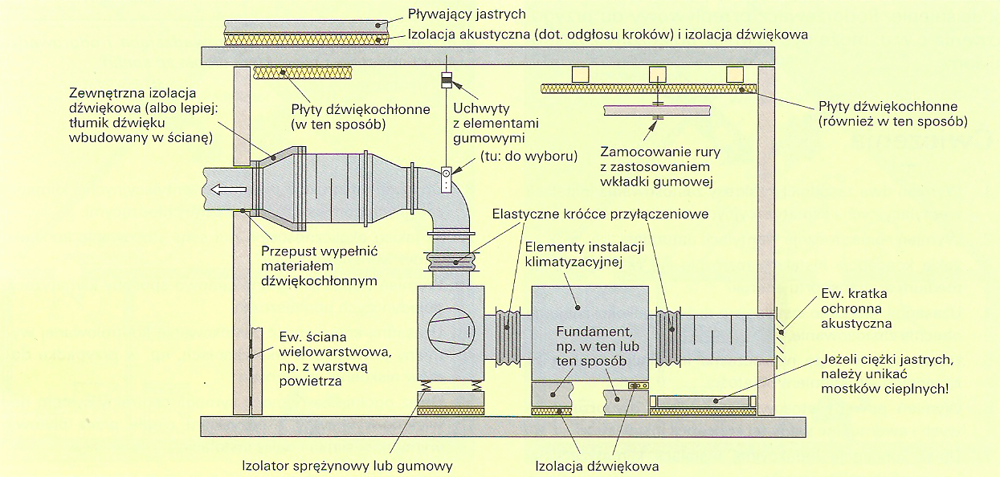 Pływający jastrych
Izolacja akustyczna (dot. odgłosu kroków) i izolacja dźwiękowa
Zewnętrzna izolacja
dźwiękowa (albo lepiej:
tłumik dźwięku
wbudowany w ścianę)
Płyty dźwiękochłonne
(w ten sposób)
Uchwyty
z elementami
gumowymi
(tu: do wyboru)
Zamocowanie rury
z zastosowaniem
wkładki gumowej
Płyty dźwiękochłonne
(również w ten sposób)
Elastyczne króćce przyłączeniowe
Przepust wypełnić
materiałem
dźwiękochłonnym
Elementy instalacji
klimatyzacyjnej
Ew. kratka
ochronna
akustyczna
Ew. ściana
wielowarstwowa,
np. z warstwą
powietrza
Fundament,
np. w ten lub
ten sposób
Jeżeli ciężki jastrych,
należy unikać
mostków cieplnych!
Izolator sprężynowy lub gumowy
Izolacja dźwiękowa